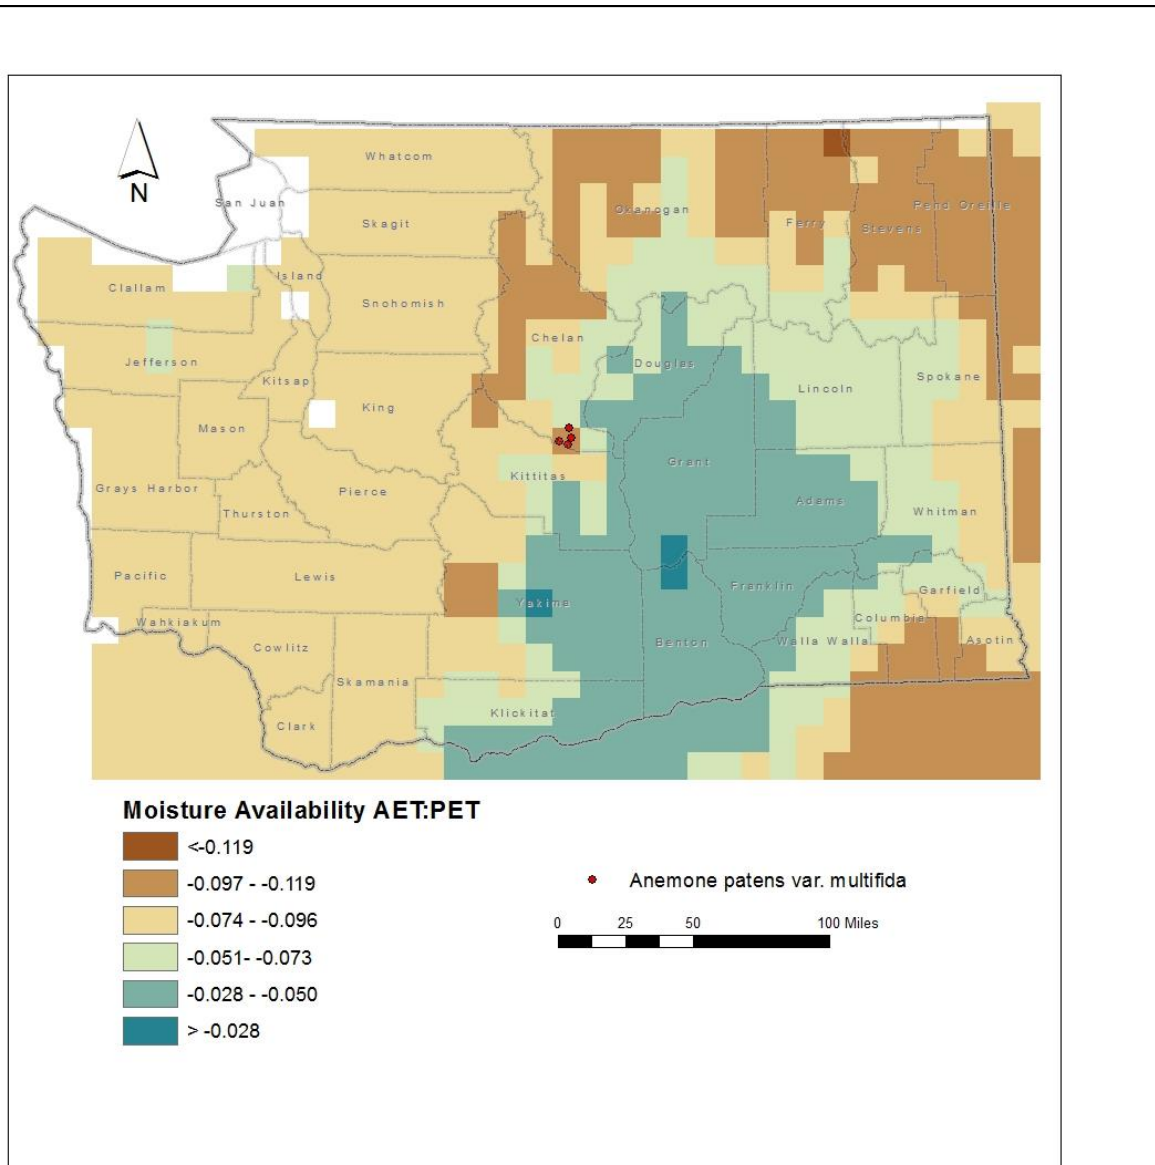 N
Whatcom
San Juan
Skagit
Okanogan
Ferry
Pend Oreille
Stevens
Island
Clallam
Snohomish
Chelan
Jefferson
Douglas
Kitsap
King
Lincoln
Spokane
Mason
Grant
Kittitas
Grays Harbor
Pierce
Adams
Thurston
Whitman
Pacific
Lewis
Franklin
Garfield
Yakima
Wahkiakum
Columbia
Cowlitz
Benton
Walla Walla
Asotin
Skamania
Klickitat
Clark
Moisture Availability AET:PET
<-0.119
-0.097 - -0.119
-0.074 - -0.096
-0.051- -0.073
-0.028 - -0.050
> -0.028
Anemone patens var. multifida
0 25 50 100 Miles